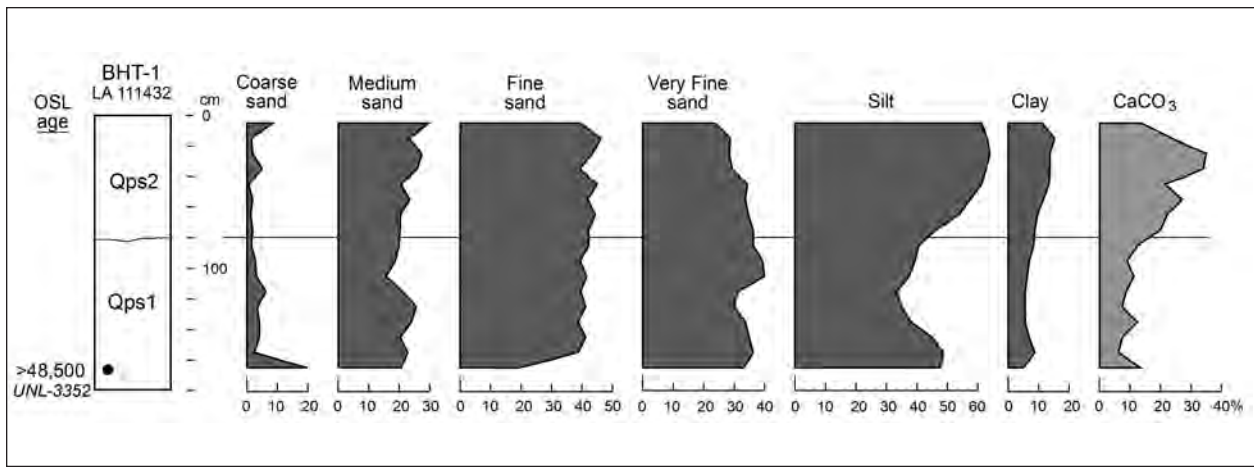 BHT-1
LA 111432
OSL
age
cm
0
100
Qps2
Qps1
>48,500
UNL-3352
Coarse
sand
Medium
sand
Fine
sand
Very Fine
sand
Silt
Clay
CaCO₃
0 10 20
0 10 20 30
0 10 20 30 40 50
0 10 20 30 40
0 10 20 30 40 50 60
0 10 20
0 10 20 30 40%